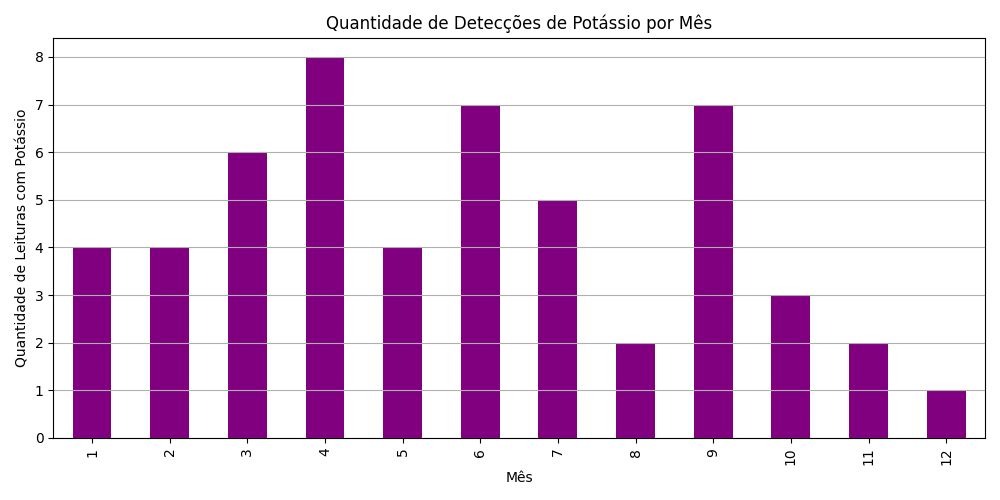 Quantidade de Detecções de Potássio por Mês
Quantidade de Leituras com Potássio
8
7
6
5
4
3
2
1
0
1 2 3 4 5 6 7 8 9 10 11 12
Mês